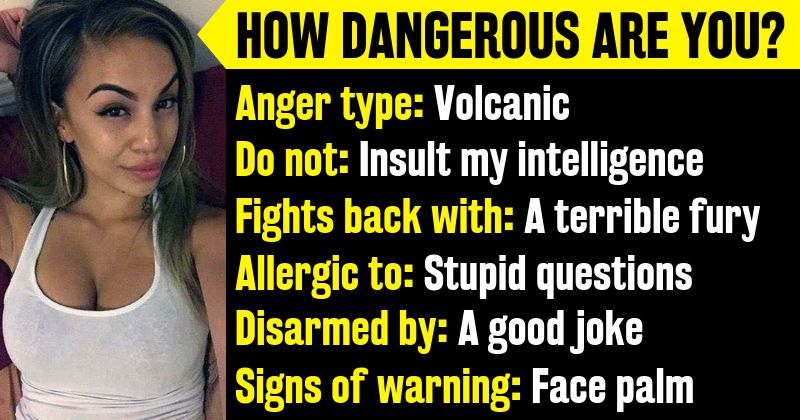 HOW DANGEROUS ARE YOU?
Anger type: Volcanic
Do not: Insult my intelligence
Fights back with: A terrible fury
Allergic to: Stupid questions
Disarmed by: A good joke
Signs of warning: Face palm